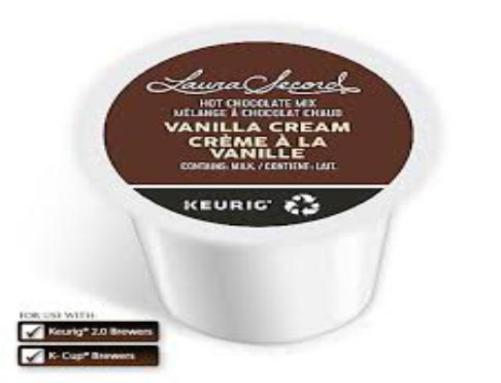 Laura Secord
HOT CHOCOLATE MIX
MÉLANGE À CHOCOLAT CHAUD
VANILLA CREAM
CRÈME À LA
VANILLE
CONTAINS: MILK. / CONTIENT: LAIT.
KEURIG®
FOR USE WITH:
Keurig® 2.0 Brewers
K-Cup® Brewers